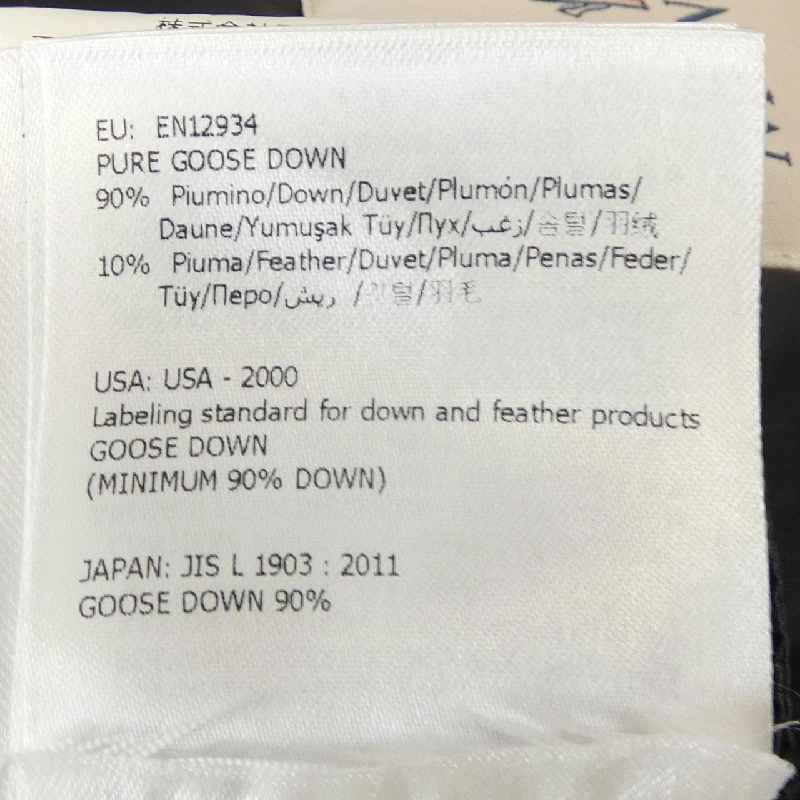 EU: EN12934
PURE GOOSE DOWN
90% Piumino/Down/Duvet/Plumón/Plumas/
Daune/Yumuşak Tüy/Пух/زغب/솜털/羽绒
10% Piuma/Feather/Duvet/Pluma/Penas/Feder/
Tüy/Перо/ريش /깃털/羽毛
USA: USA - 2000
Labeling standard for down and feather products
GOOSE DOWN
(MINIMUM 90% DOWN)
JAPAN: JIS L 1903 : 2011
GOOSE DOWN 90%